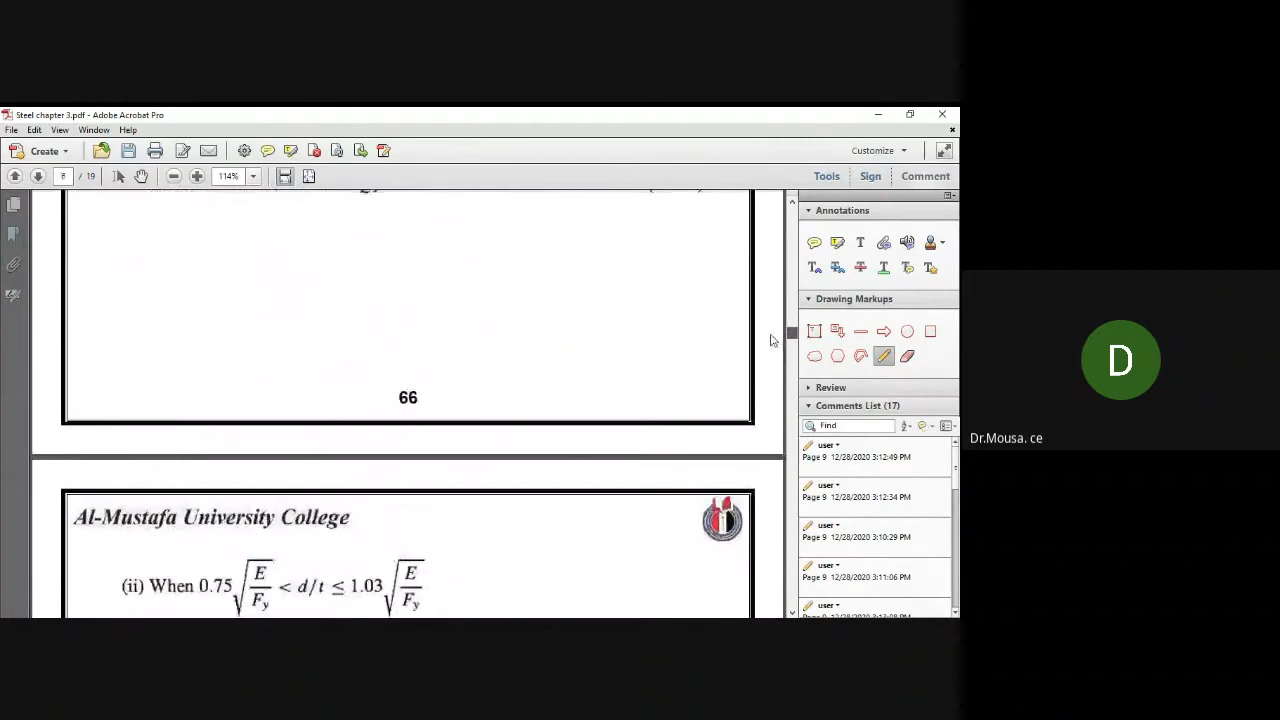 Steel chapter 3.pdf - Adobe Acrobat Pro
File Edit View Window Help
Create Customize
/ 19 114% Tools Sign Comment
Annotations
Drawing Markups
Review
Comments List (17)
Find
user
Page 9 12/28/2020 3:12:49 PM
user
Page 9 12/28/2020 3:12:34 PM
user
Page 9 12/28/2020 3:10:29 PM
user
Page 9 12/28/2020 3:11:06 PM
user
66
Al-Mustafa University College
(ii) When 0.75 √(E/Fy) < d/t ≤ 1.03 √(E/Fy)
D
Dr.Mousa. ce